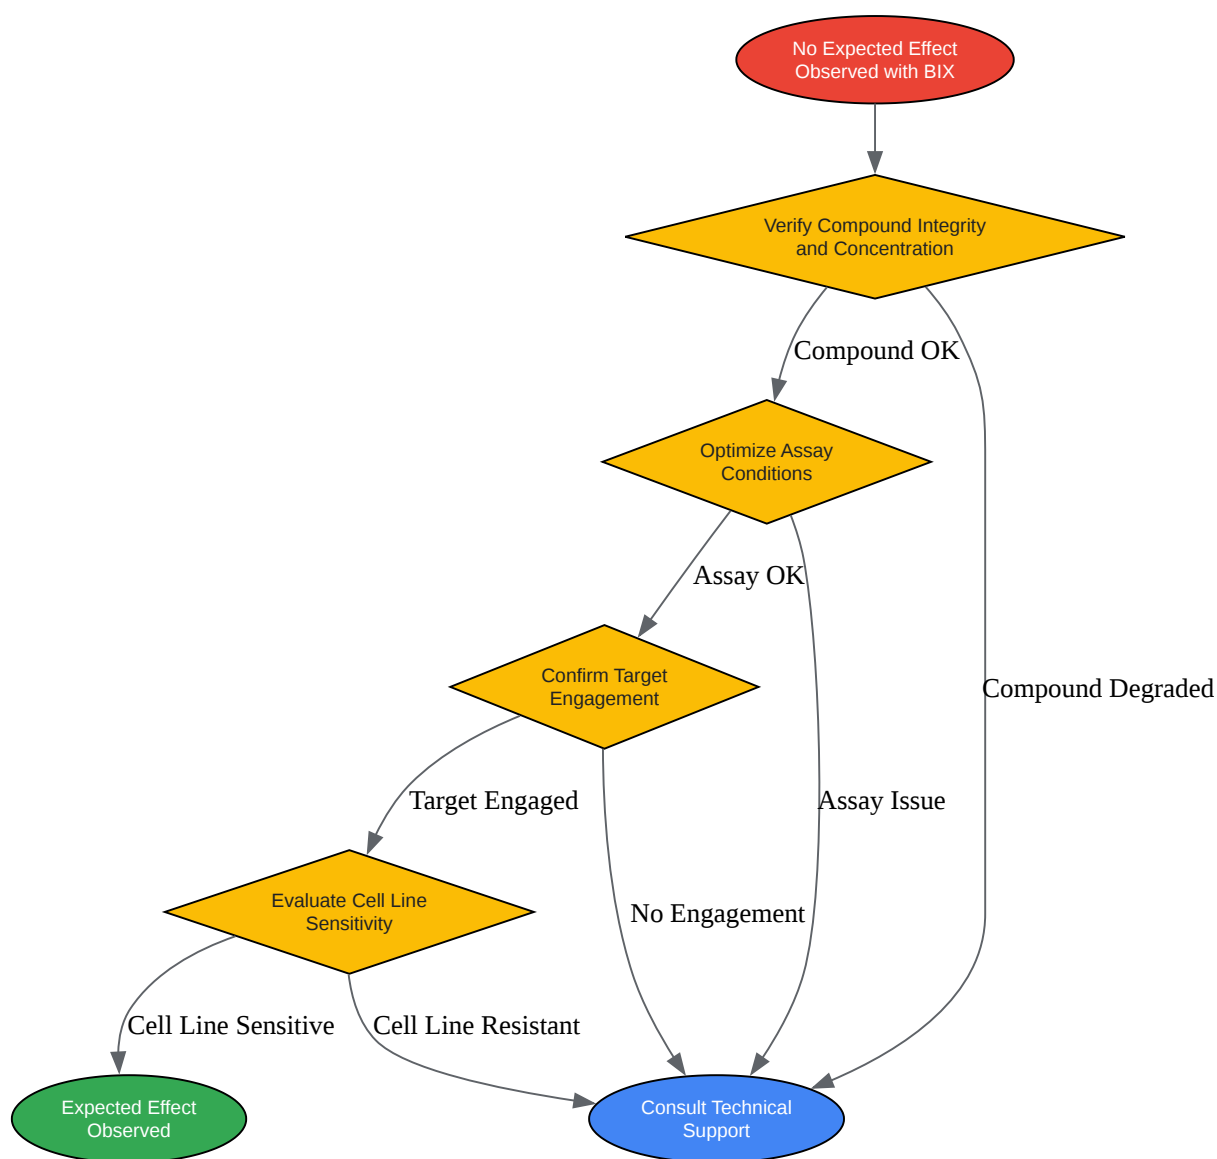 No Expected Effect
Observed with BIX
Verify Compound Integrity
and Concentration
Compound OK
Optimize Assay
Conditions
Assay OK
Confirm Target
Engagement
Compound Degraded
Target Engaged
Assay Issue
Evaluate Cell Line
Sensitivity
No Engagement
Cell Line Sensitive
Cell Line Resistant
Expected Effect
Observed
Consult Technical
Support